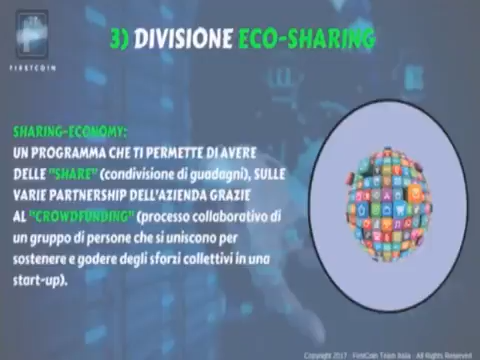 3) DIVISIONE ECO-SHARING
FIRSTCOIN
SHARING-ECONOMY:
UN PROGRAMMA CHE TI PERMETTE DI AVERE
DELLE "SHARE" (condivisione di guadagni), SULLE
VARIE PARTNERSHIP DELL'AZIENDA GRAZIE
AL "CROWDFUNDING" (processo collaborativo di
un gruppo di persone che si uniscono per
sostenere e godere degli sforzi collettivi in una
start-up).
Copyright 2017 - FirstCoin Team Italia - All Rights Reserved